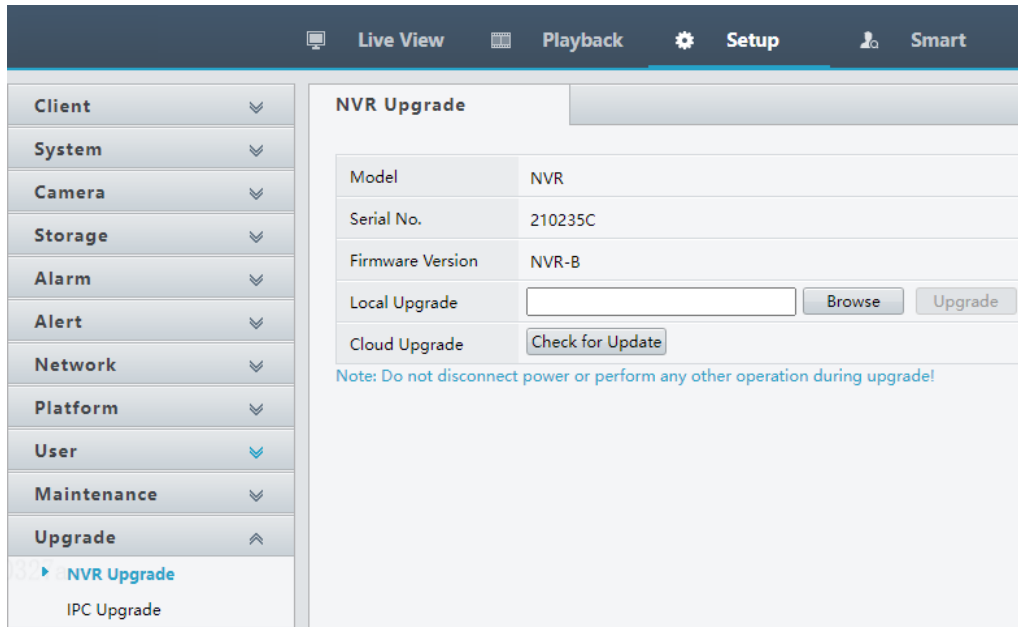 Live View Playback Setup Smart
Client
System
Camera
Storage
Alarm
Alert
Network
Platform
User
Maintenance
Upgrade
NVR Upgrade
IPC Upgrade
NVR Upgrade
Model NVR
Serial No. 210235C
Firmware Version NVR-B
Local Upgrade Browse Upgrade
Cloud Upgrade Check for Update
Note: Do not disconnect power or perform any other operation during upgrade!